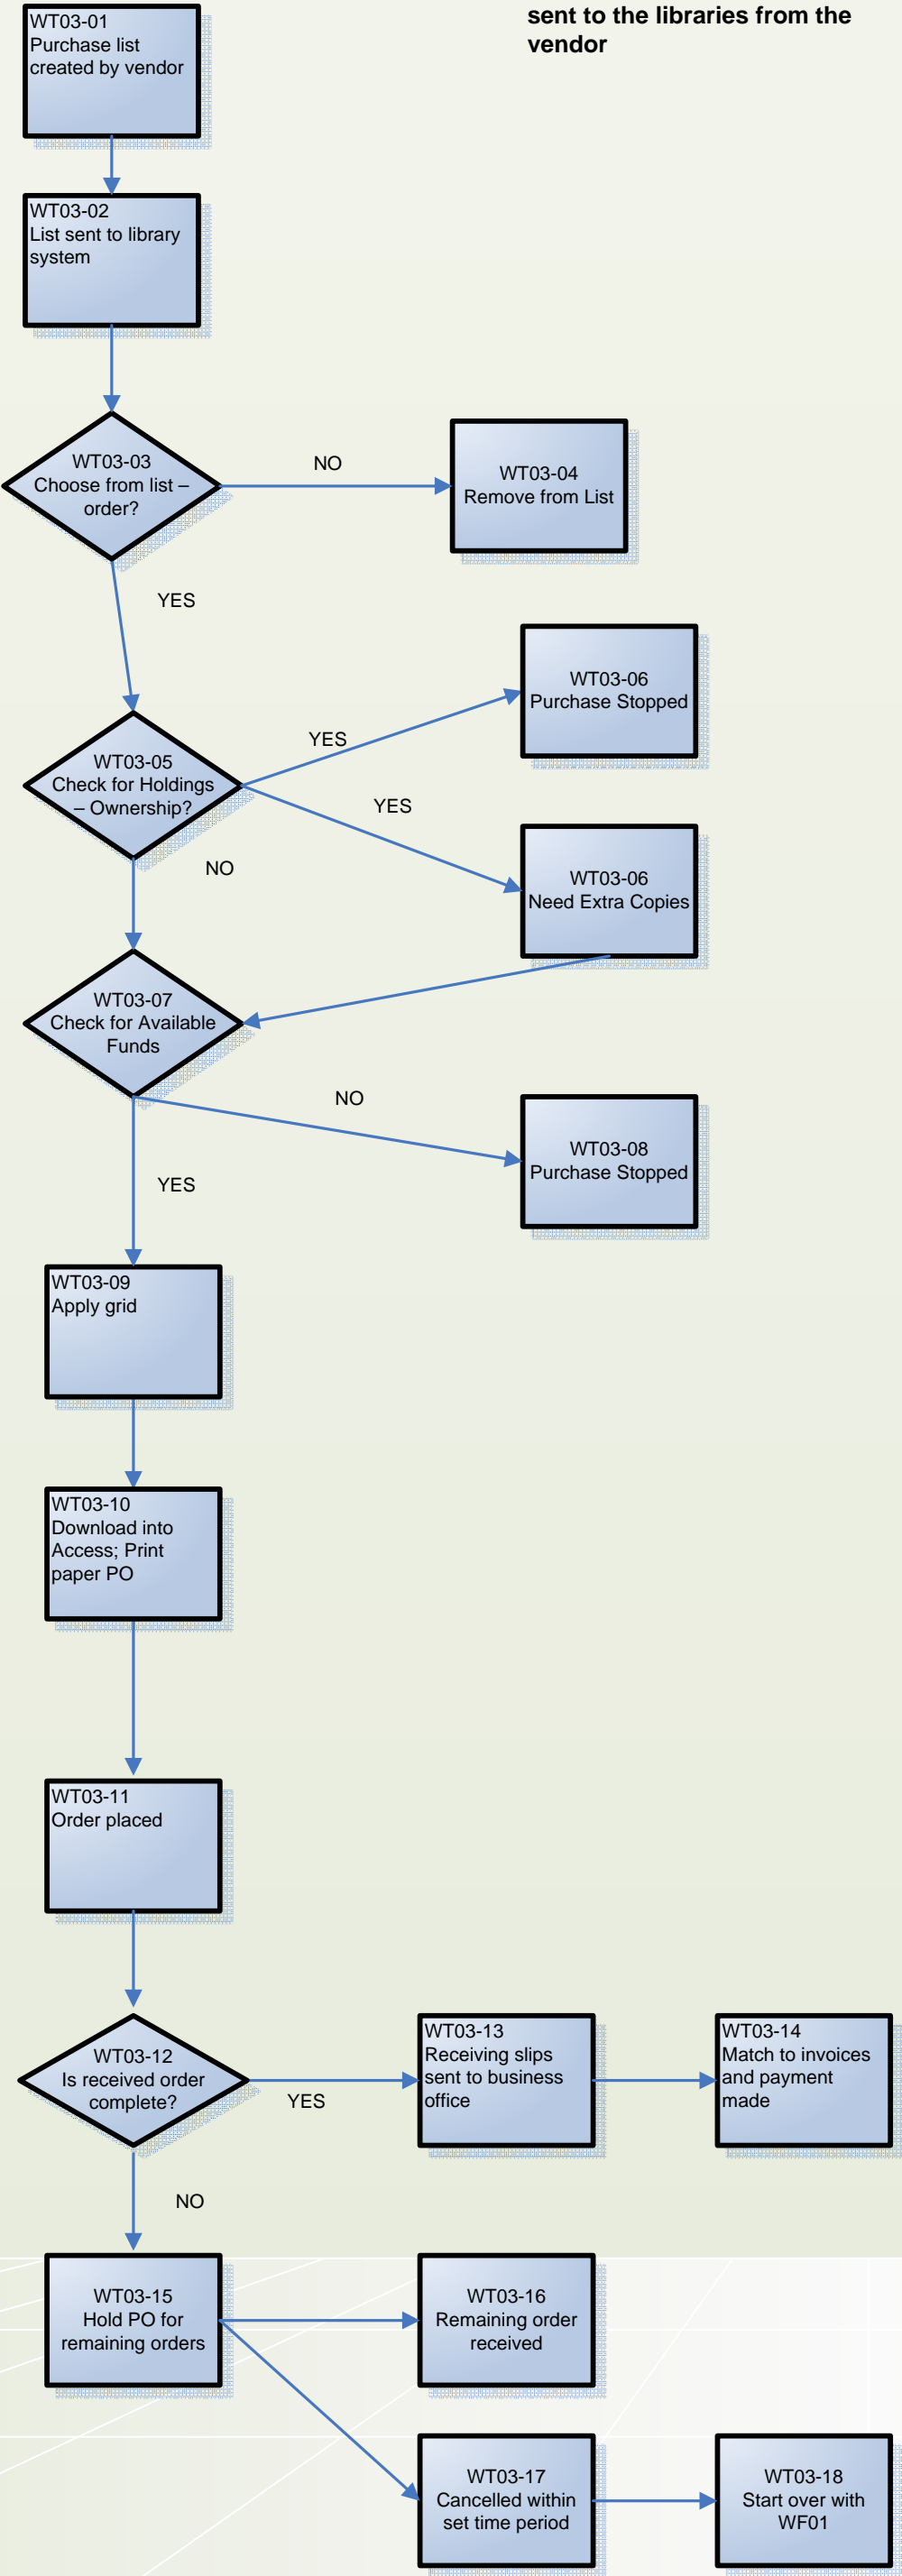 sent to the libraries from the
vendor
WT03-01
Purchase list
created by vendor
WT03-02
List sent to library
system
WT03-03
Choose from list –
order?
NO
WT03-04
Remove from List
YES
WT03-05
Check for Holdings
– Ownership?
YES
WT03-06
Purchase Stopped
YES
WT03-06
Need Extra Copies
NO
WT03-07
Check for Available
Funds
NO
WT03-08
Purchase Stopped
YES
WT03-09
Apply grid
WT03-10
Download into
Access; Print
paper PO
WT03-11
Order placed
WT03-12
Is received order
complete?
YES
WT03-13
Receiving slips
sent to business
office
WT03-14
Match to invoices
and payment
made
NO
WT03-15
Hold PO for
remaining orders
WT03-16
Remaining order
received
WT03-17
Cancelled within
set time period
WT03-18
Start over with
WF01